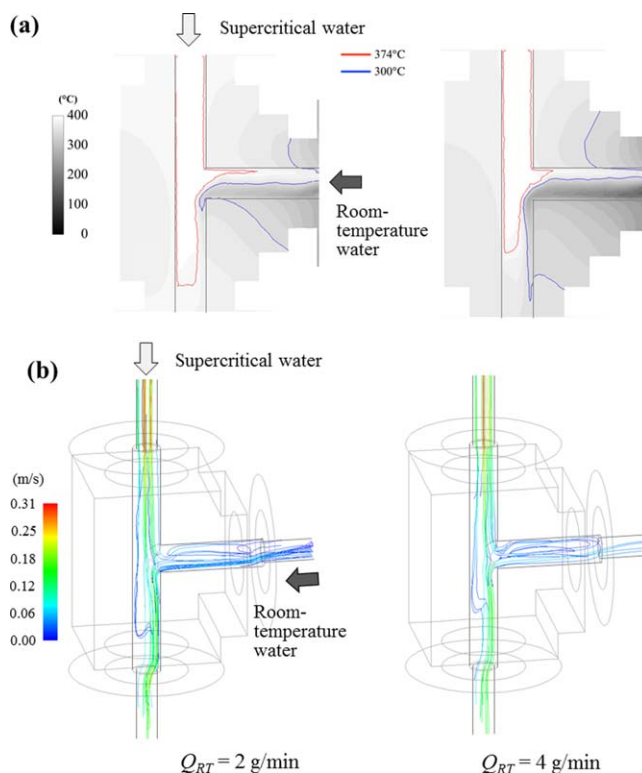 (a)
Supercritical water
374°C
300°C
(°C)
400
300
200
100
0
Room-
temperature
water
(b)
Supercritical water
(m/s)
0.31
0.25
0.18
0.12
0.06
0.00
Room-
temperature
water
Q_RT = 2 g/min
Q_RT = 4 g/min